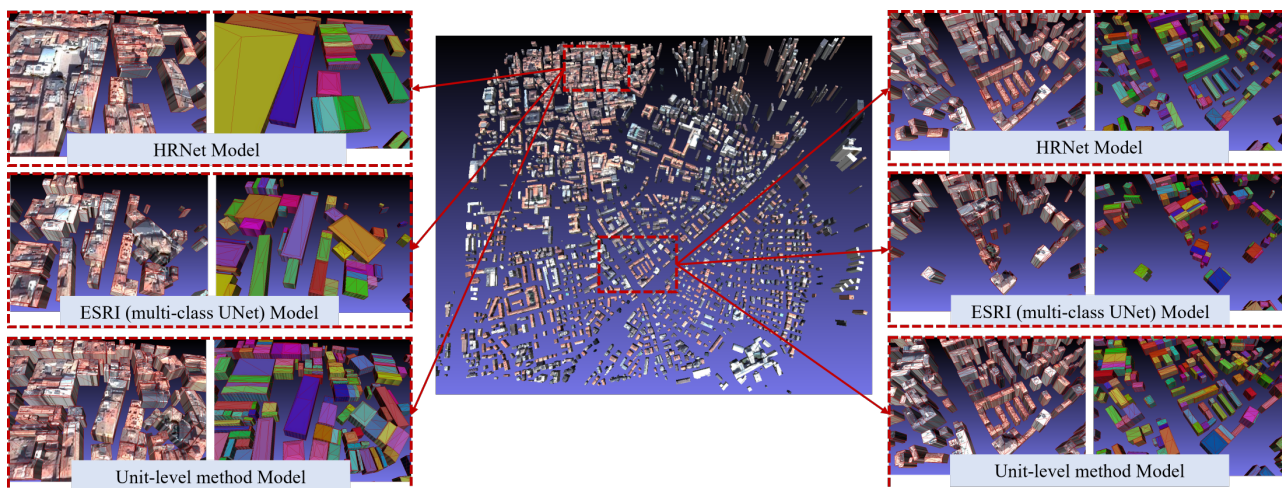 HRNet Model
ESRI (multi-class UNet) Model
Unit-level method Model
HRNet Model
ESRI (multi-class UNet) Model
Unit-level method Model